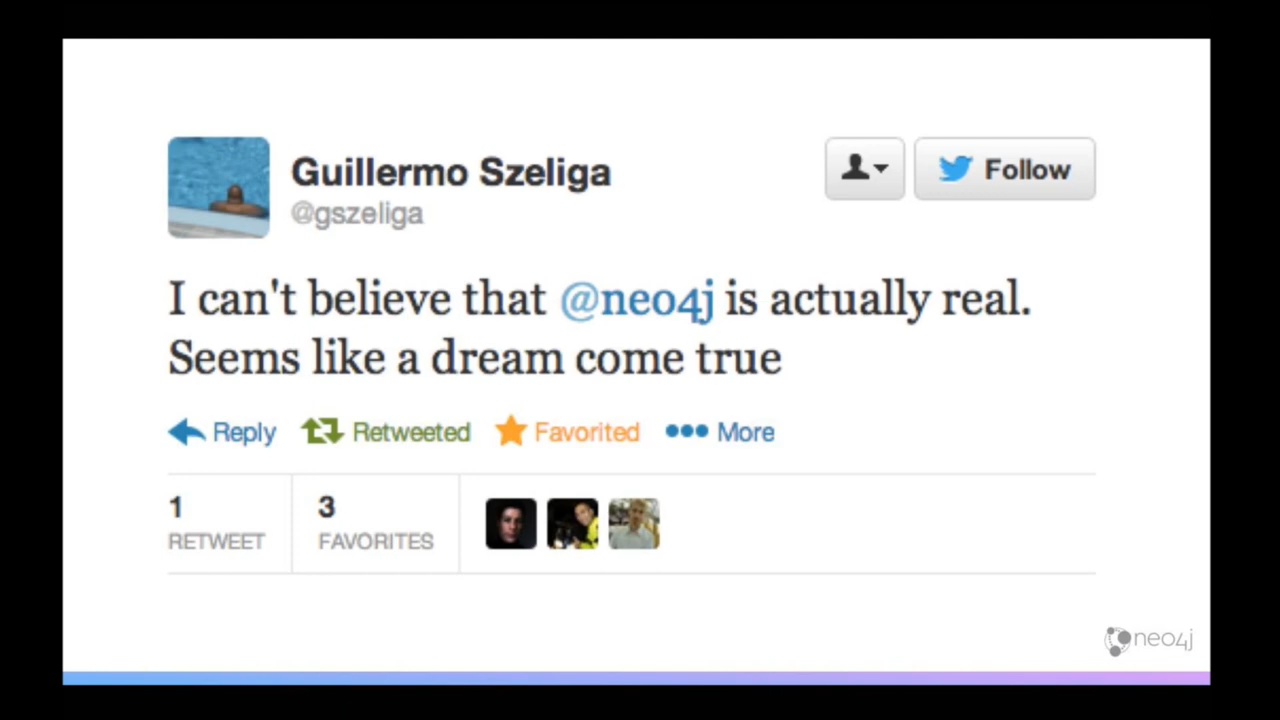 Guillermo Szeliga
@gszeliga
Follow
I can't believe that @neo4j is actually real.
Seems like a dream come true
Reply Retweeted Favorited More
1 3
RETWEET FAVORITES
neo4j